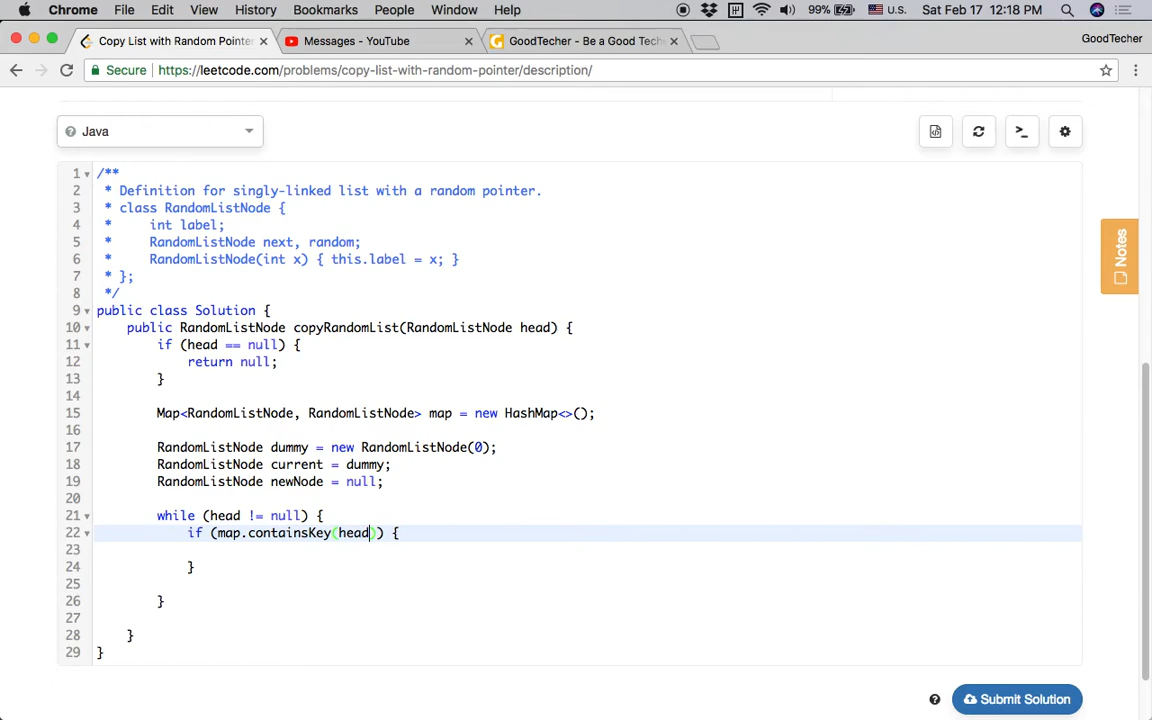 Chrome File Edit View History Bookmarks People Window Help 99% U.S. Sat Feb 17 12:18 PM
Copy List with Random Pointer Messages - YouTube GoodTecher - Be a Good Tech GoodTecher
Secure https://leetcode.com/problems/copy-list-with-random-pointer/description/
Java
Notes
1 /**
2 * Definition for singly-linked list with a random pointer.
3 * class RandomListNode {
4 *     int label;
5 *     RandomListNode next, random;
6 *     RandomListNode(int x) { this.label = x; }
7 * };
8 */
9 public class Solution {
10     public RandomListNode copyRandomList(RandomListNode head) {
11         if (head == null) {
12             return null;
13         }
14
15         Map<RandomListNode, RandomListNode> map = new HashMap<>();
16
17         RandomListNode dummy = new RandomListNode(0);
18         RandomListNode current = dummy;
19         RandomListNode newNode = null;
20
21         while (head != null) {
22             if (map.containsKey(head)) {
23
24             }
25
26         }
27
28     }
29 }
Submit Solution